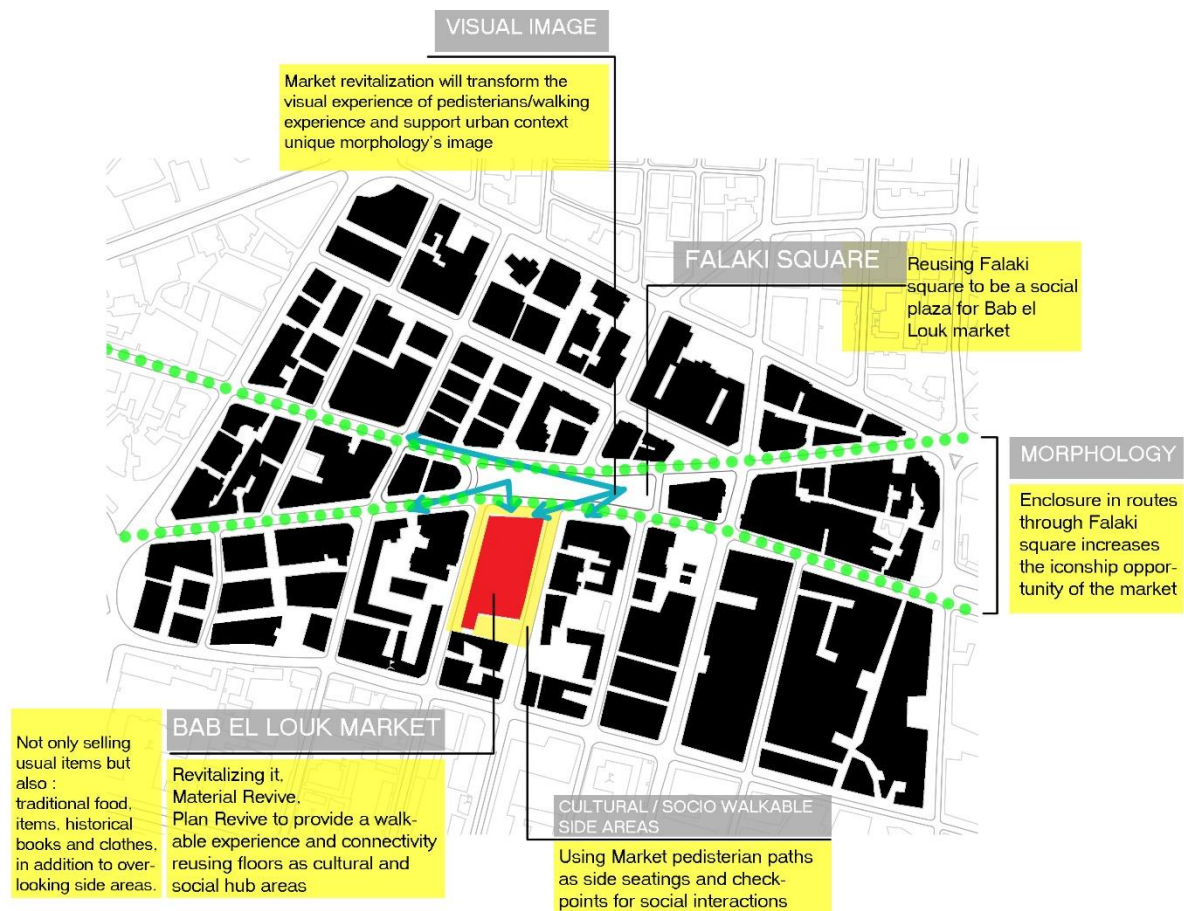 VISUAL IMAGE
Market revitalization will transform the
visual experience of pedisterians/walking
experience and support urban context
unique morphology's image
FALAKI SQUARE
Reusing Falaki
square to be a social
plaza for Bab el
Louk market
MORPHOLOGY
Enclosure in routes
through Falaki
square increases
the iconship oppor-
tunity of the market
Not only selling
usual items but
also :
traditional food,
items, historical
books and clothes,
in addition to over-
looking side areas.
BAB EL LOUK MARKET
Revitalizing it,
Material Revive,
Plan Revive to provide a walk-
able experience and connectivity
reusing floors as cultural and
social hub areas
CULTURAL / SOCIO WALKABLE
SIDE AREAS
Using Market pedisterian paths
as side seatings and check-
points for social interactions